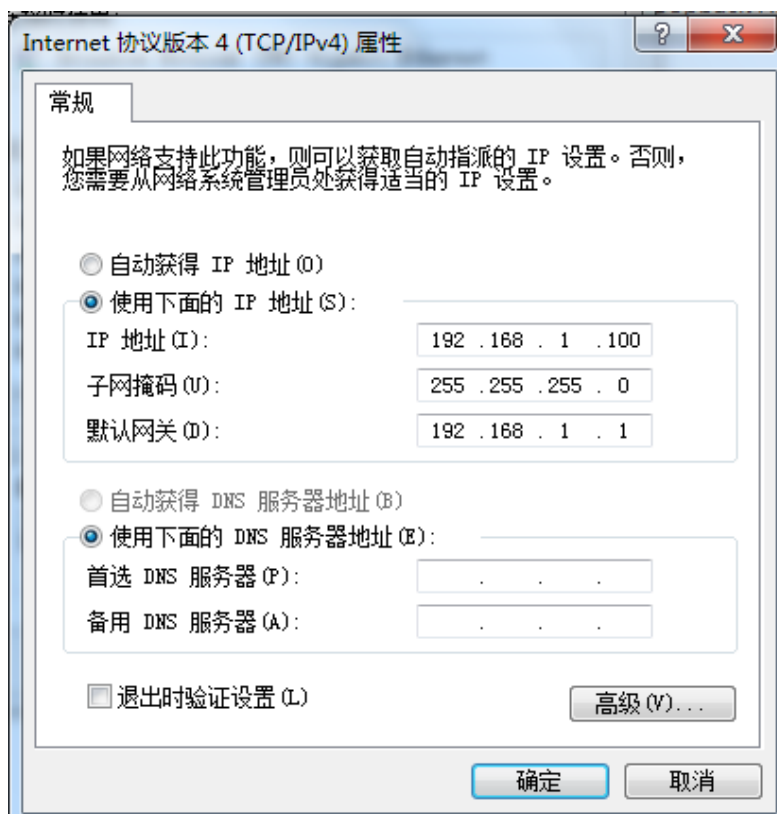 Internet 协议版本 4 (TCP/IPv4) 属性
常规
如果网络支持此功能，则可以获取自动指派的 IP 设置。否则，
您需要从网络系统管理员处获得适当的 IP 设置。
自动获得 IP 地址(O)
使用下面的 IP 地址(S):
IP 地址(I): 192 .168 . 1 .100
子网掩码(U): 255 .255 .255 . 0
默认网关(D): 192 .168 . 1 . 1
自动获得 DNS 服务器地址(B)
使用下面的 DNS 服务器地址(E):
首选 DNS 服务器(P): . . .
备用 DNS 服务器(A): . . .
退出时验证设置(L)
高级(V)...
确定 取消